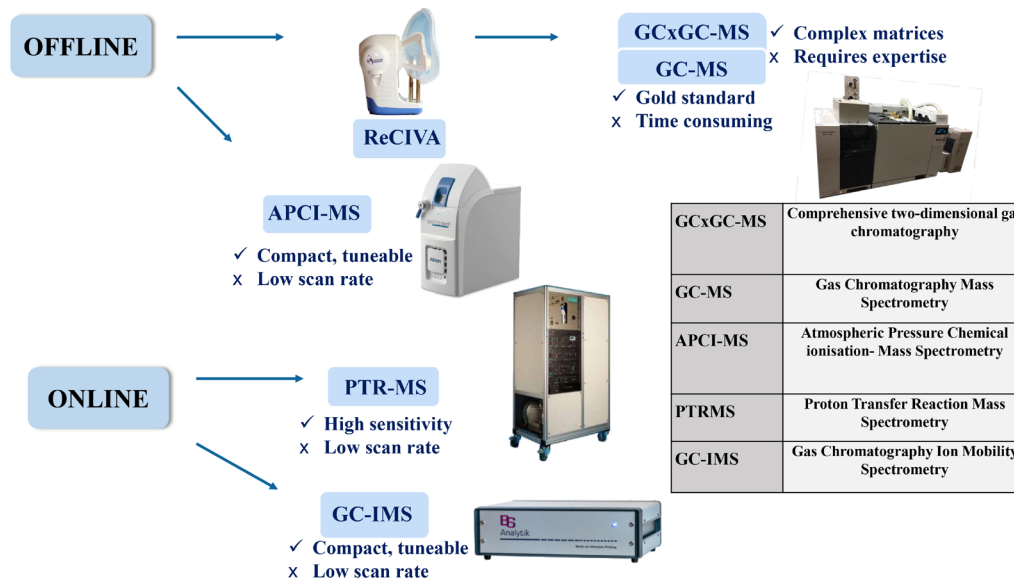 OFFLINE
ReCIVA
GCxGC-MS
✓ Complex matrices
x Requires expertise
GC-MS
✓ Gold standard
x Time consuming
APCI-MS
✓ Compact, tuneable
x Low scan rate
ONLINE
PTR-MS
✓ High sensitivity
x Low scan rate
GC-IMS
✓ Compact, tuneable
x Low scan rate
BS
Analytik
GCxGC-MS
Comprehensive two-dimensional ga
chromatography
GC-MS
Gas Chromatography Mass
Spectrometry
APCI-MS
Atmospheric Pressure Chemical
ionisation- Mass Spectrometry
PTRMS
Proton Transfer Reaction Mass
Spectrometry
GC-IMS
Gas Chromatography Ion Mobility
Spectrometry